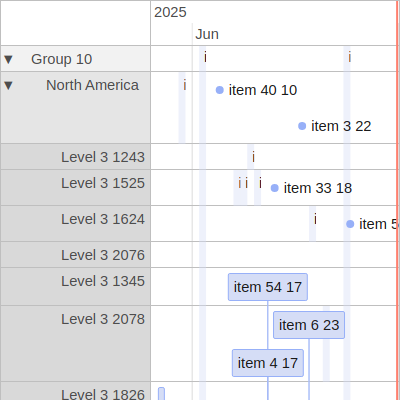 2025
Jun
▼ Group 10 i i
▼ North America i item 40 10
item 3 22
Level 3 1243 i
Level 3 1525 i i i item 33 18
Level 3 1624 i item 5
Level 3 2076
Level 3 1345 item 54 17
Level 3 2078 item 6 23
item 4 17
Level 3 1826